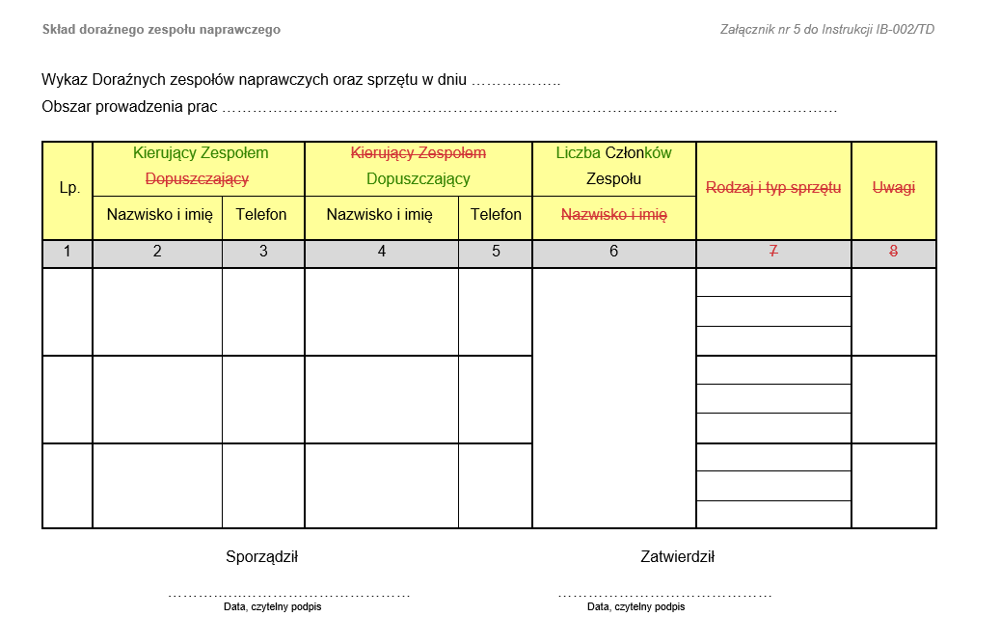 Skład doraźnego zespołu naprawczego Załącznik nr 5 do Instrukcji IB-002/TD
Wykaz Doraźnych zespołów naprawczych oraz sprzętu w dniu ……………..
Obszar prowadzenia prac …………………………………………………………………………………………………………
Lp.
Kierujący Zespołem
Dopuszczający
Kierujący Zespołem
Dopuszczający
Liczba Członków
Zespołu
Rodzaj i typ sprzętu
Uwagi
Nazwisko i imię Telefon Nazwisko i imię Telefon Nazwisko i imię
1 2 3 4 5 6 7 8
Sporządził Zatwierdził
………………………………………… ……………………………………
Data, czytelny podpis Data, czytelny podpis